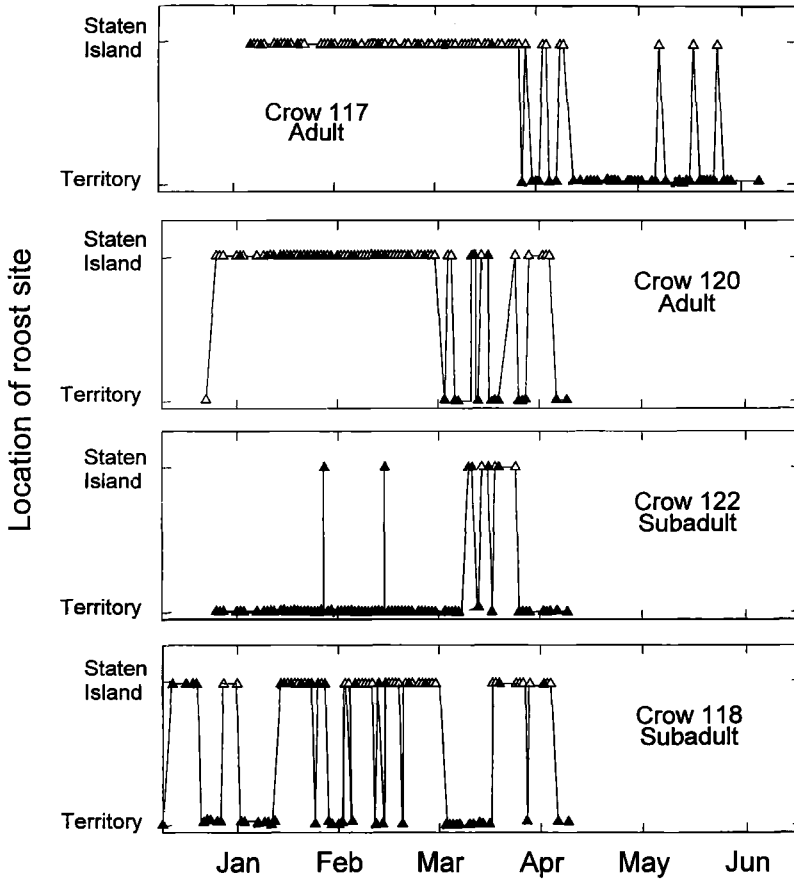 Location of roost site
Staten
Island
Territory
Crow 117
Adult
Staten
Island
Territory
Crow 120
Adult
Staten
Island
Territory
Crow 122
Subadult
Staten
Island
Territory
Crow 118
Subadult
Jan Feb Mar Apr May Jun